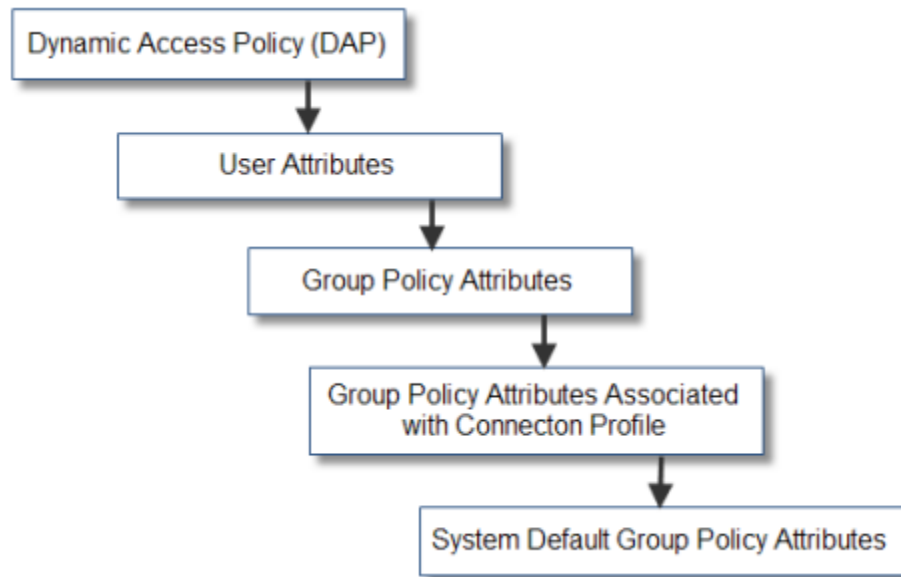 Dynamic Access Policy (DAP)
User Attributes
Group Policy Attributes
Group Policy Attributes Associated
with Connecton Profile
System Default Group Policy Attributes